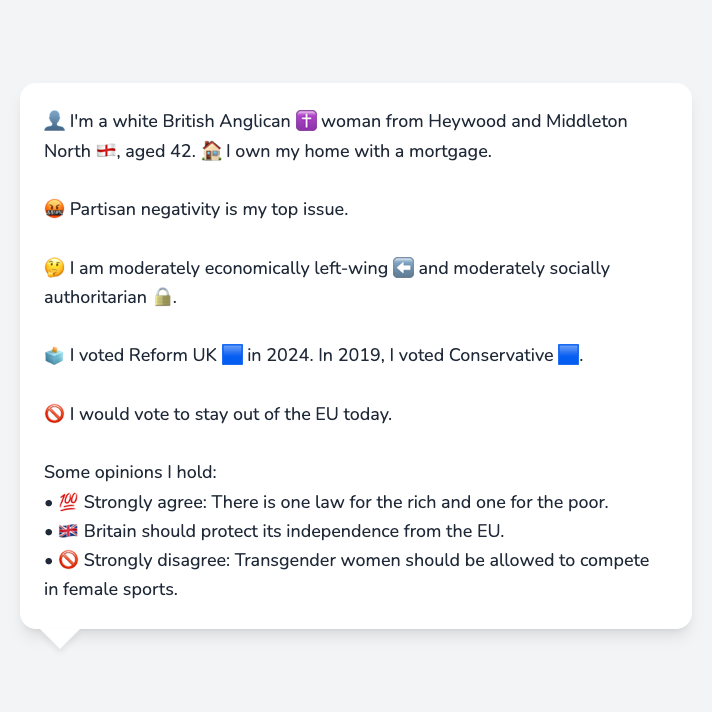 👤 I'm a white British Anglican ✝️ woman from Heywood and Middleton
North 🏴󠁧󠁢󠁥󠁮󠁧󠁿, aged 42. 🏠 I own my home with a mortgage.
🤬 Partisan negativity is my top issue.
🤔 I am moderately economically left-wing ⬅️ and moderately socially
authoritarian 🔒.
🗳️ I voted Reform UK 🟦 in 2024. In 2019, I voted Conservative 🟦.
🚫 I would vote to stay out of the EU today.
Some opinions I hold:
• 💯 Strongly agree: There is one law for the rich and one for the poor.
• 🇬🇧 Britain should protect its independence from the EU.
• 🚫 Strongly disagree: Transgender women should be allowed to compete
in female sports.